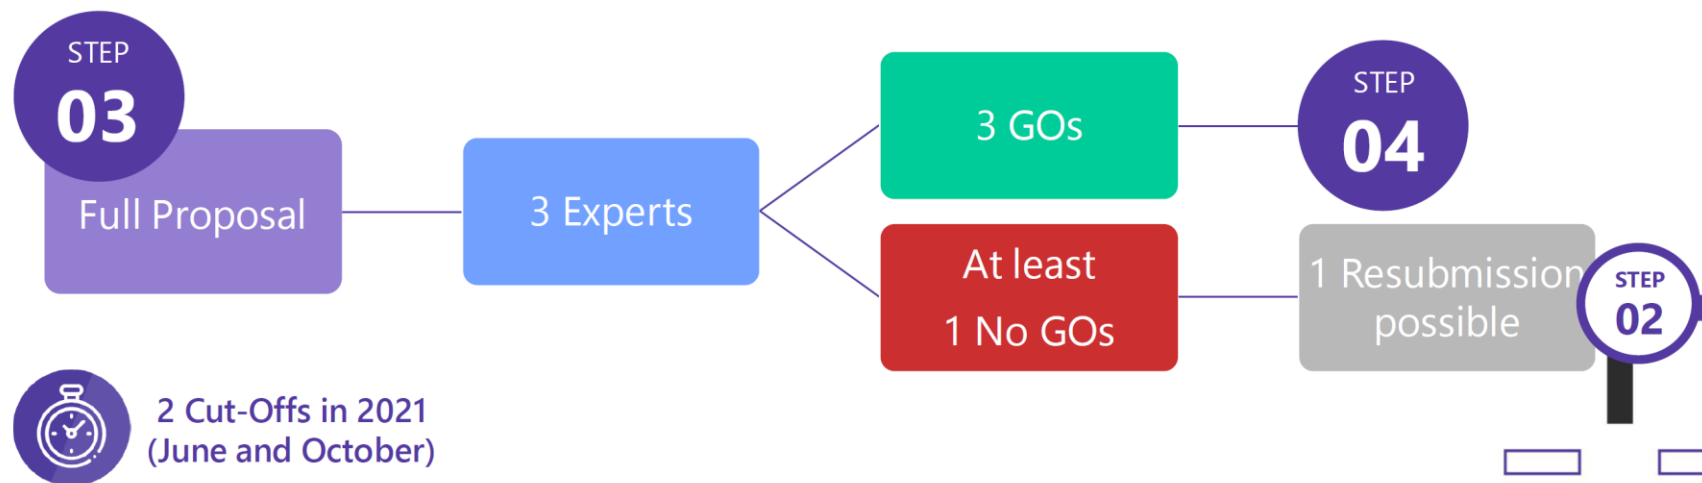 STEP
03
Full Proposal
3 Experts
3 GOs
STEP
04
At least
1 No GOs
1 Resubmission
possible
STEP
02
2 Cut-Offs in 2021
(June and October)